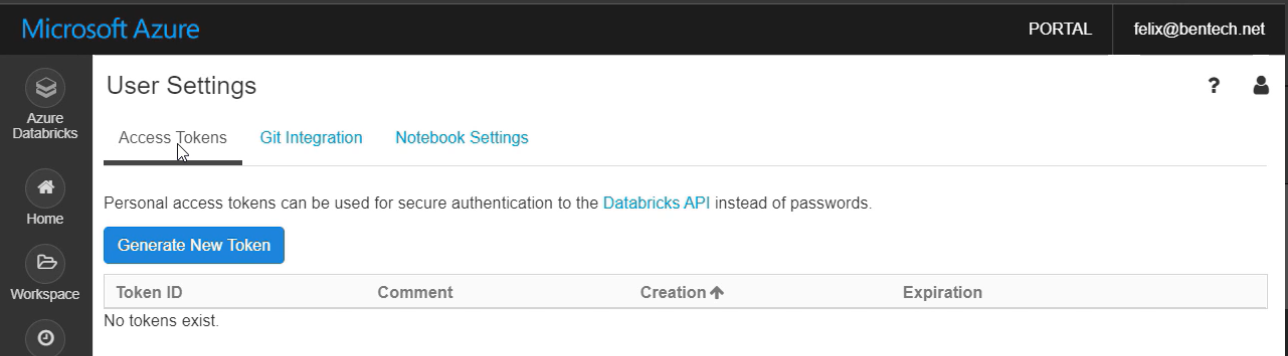 Microsoft Azure
PORTAL
felix@bentech.net
Azure
Databricks
Home
Workspace
User Settings
?
Access Tokens
Git Integration
Notebook Settings
Personal access tokens can be used for secure authentication to the Databricks API instead of passwords.
Generate New Token
Token ID Comment Creation Expiration
No tokens exist.